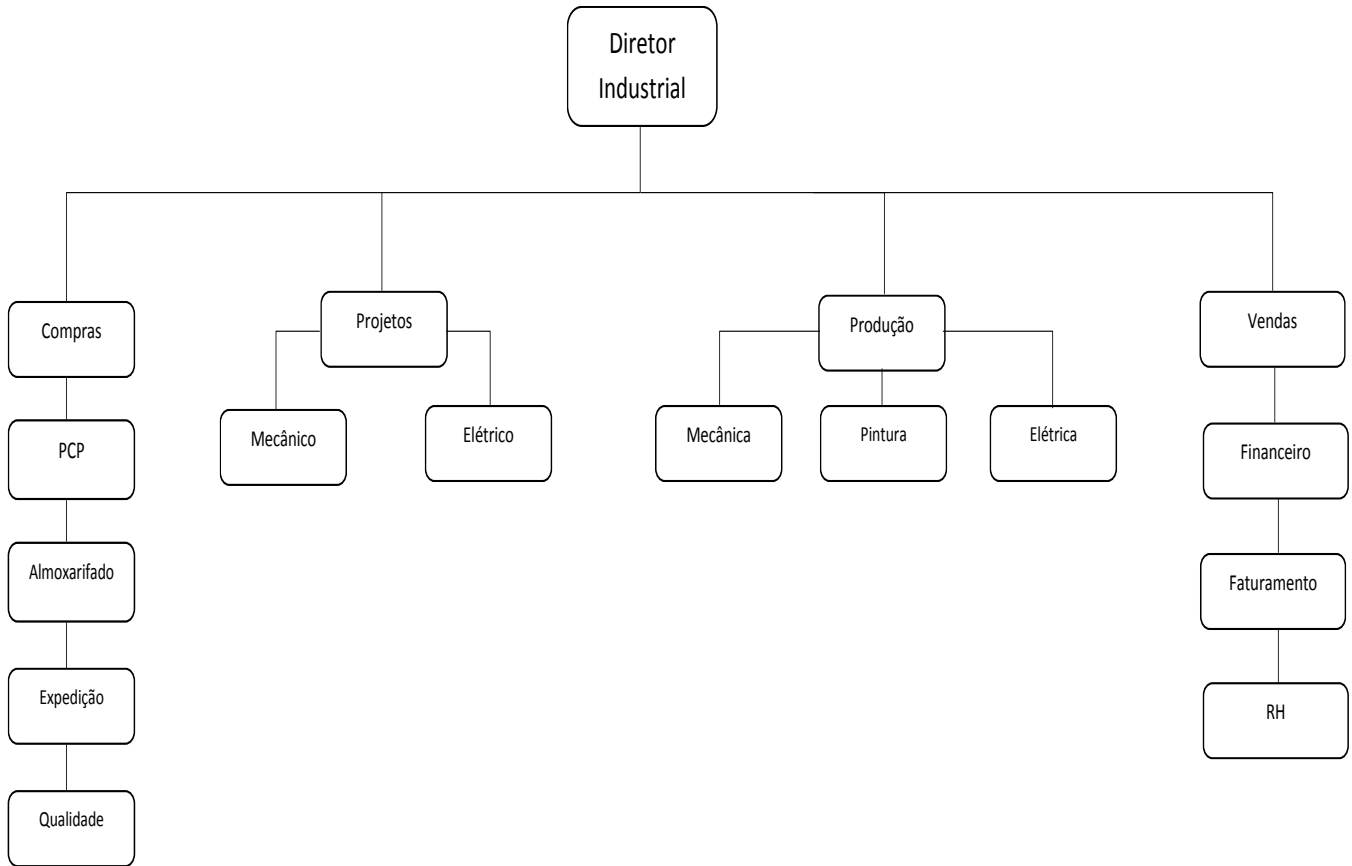 Diretor
Industrial
Compras
Projetos
Produção
Vendas
PCP
Mecânico
Elétrico
Mecânica
Pintura
Elétrica
Financeiro
Almoxarifado
Faturamento
Expedição
RH
Qualidade